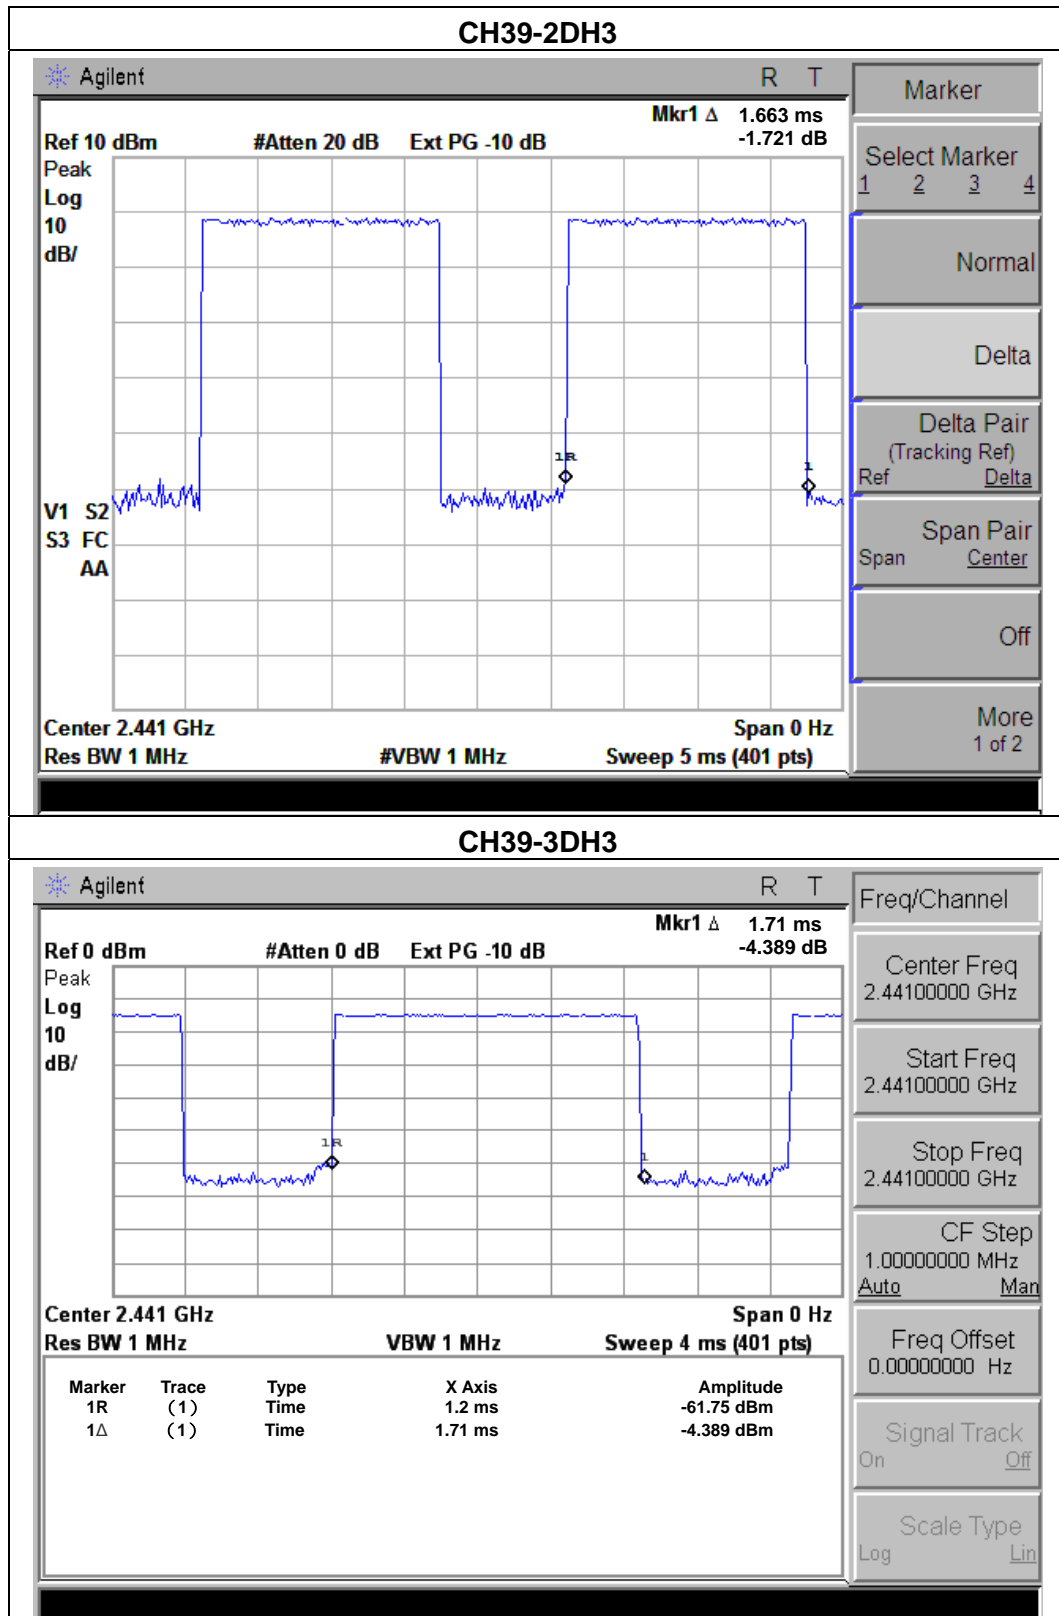 CH39-2DH3
Agilent R T
Mkr1 Δ 1.663 ms
Ref 10 dBm #Atten 20 dB Ext PG -10 dB -1.721 dB
Peak
Log
10
dB/
1R
1
V1 S2
S3 FC
AA
Center 2.441 GHz Span 0 Hz
Res BW 1 MHz #VBW 1 MHz Sweep 5 ms (401 pts)
Marker
Select Marker
1 2 3 4
Normal
Delta
Delta Pair
(Tracking Ref)
Ref Delta
Span Pair
Span Center
Off
More
1 of 2
CH39-3DH3
Agilent R T
Mkr1 Δ 1.71 ms
Ref 0 dBm #Atten 0 dB Ext PG -10 dB -4.389 dB
Peak
Log
10
dB/
1R
1
Center 2.441 GHz Span 0 Hz
Res BW 1 MHz VBW 1 MHz Sweep 4 ms (401 pts)
Marker Trace Type X Axis Amplitude
1R (1) Time 1.2 ms -61.75 dBm
1Δ (1) Time 1.71 ms -4.389 dBm
Freq/Channel
Center Freq
2.44100000 GHz
Start Freq
2.44100000 GHz
Stop Freq
2.44100000 GHz
CF Step
1.00000000 MHz
Auto Man
Freq Offset
0.00000000 Hz
Signal Track
On Off
Scale Type
Log Lin